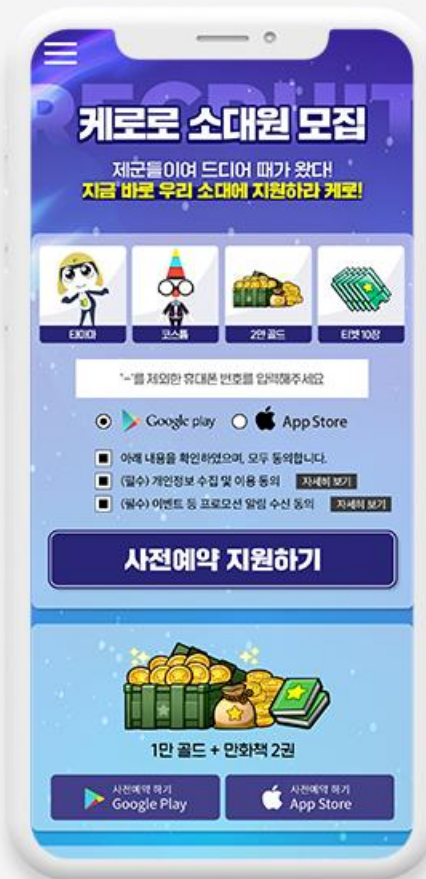 RECRUIT
케로로 소대원 모집
제군들이여 드디어 때가 왔다!
지금 바로 우리 소대에 지원하라 케로!
타마마
코스튬
2만 골드
티켓 10장
"-"를 제외한 휴대폰 번호를 입력해주세요
Google play
App Store
아래 내용을 확인하였으며, 모두 동의합니다.
(필수) 개인정보 수집 및 이용 동의 자세히 보기
(필수) 이벤트 등 프로모션 알림 수신 동의 자세히 보기
사전예약 지원하기
1만 골드 + 만화책 2권
사전예약 하기
Google Play
사전예약 하기
App Store